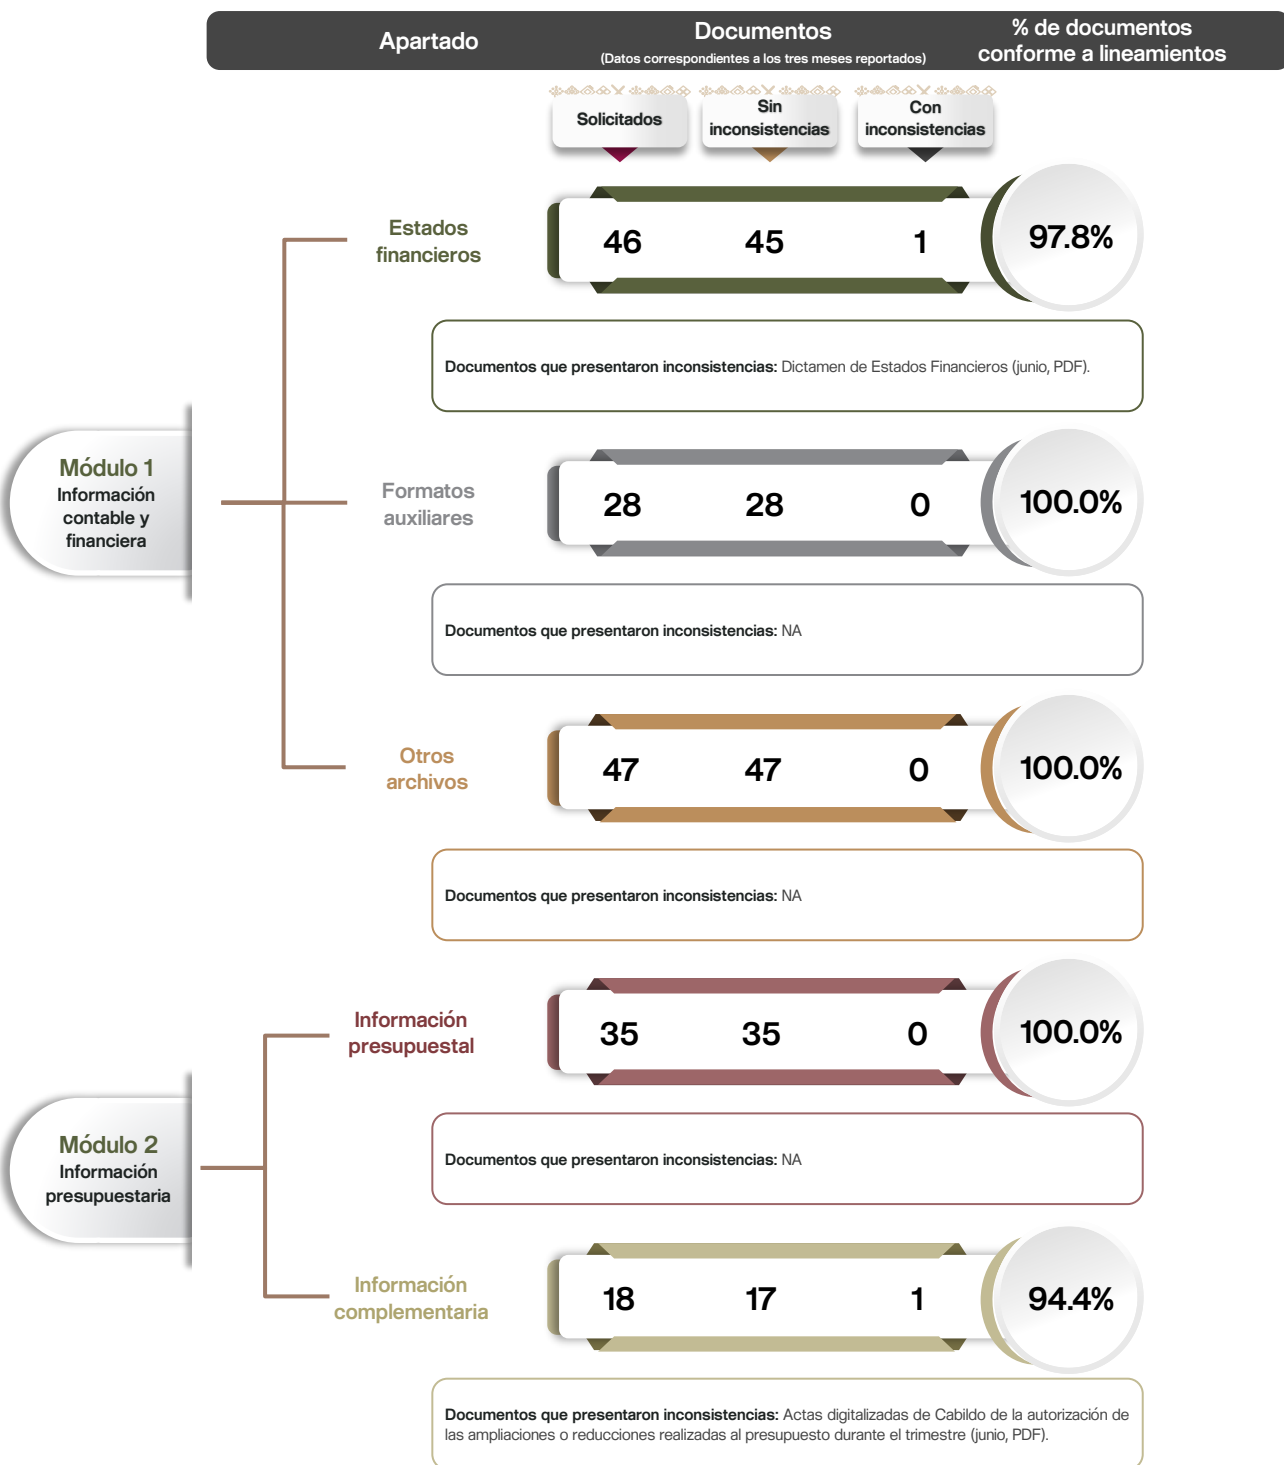 Apartado
Documentos
(Datos correspondientes a los tres meses reportados)
% de documentos
conforme a lineamientos
Solicitados
Sin
inconsistencias
Con
inconsistencias
Módulo 1
Información
contable y
financiera
Estados
financieros
46 45 1 97.8%
Documentos que presentaron inconsistencias: Dictamen de Estados Financieros (junio, PDF).
Formatos
auxiliares
28 28 0 100.0%
Documentos que presentaron inconsistencias: NA
Otros
archivos
47 47 0 100.0%
Documentos que presentaron inconsistencias: NA
Módulo 2
Información
presupuestaria
Información
presupuestal
35 35 0 100.0%
Documentos que presentaron inconsistencias: NA
Información
complementaria
18 17 1 94.4%
Documentos que presentaron inconsistencias: Actas digitalizadas de Cabildo de la autorización de
las ampliaciones o reducciones realizadas al presupuesto durante el trimestre (junio, PDF).